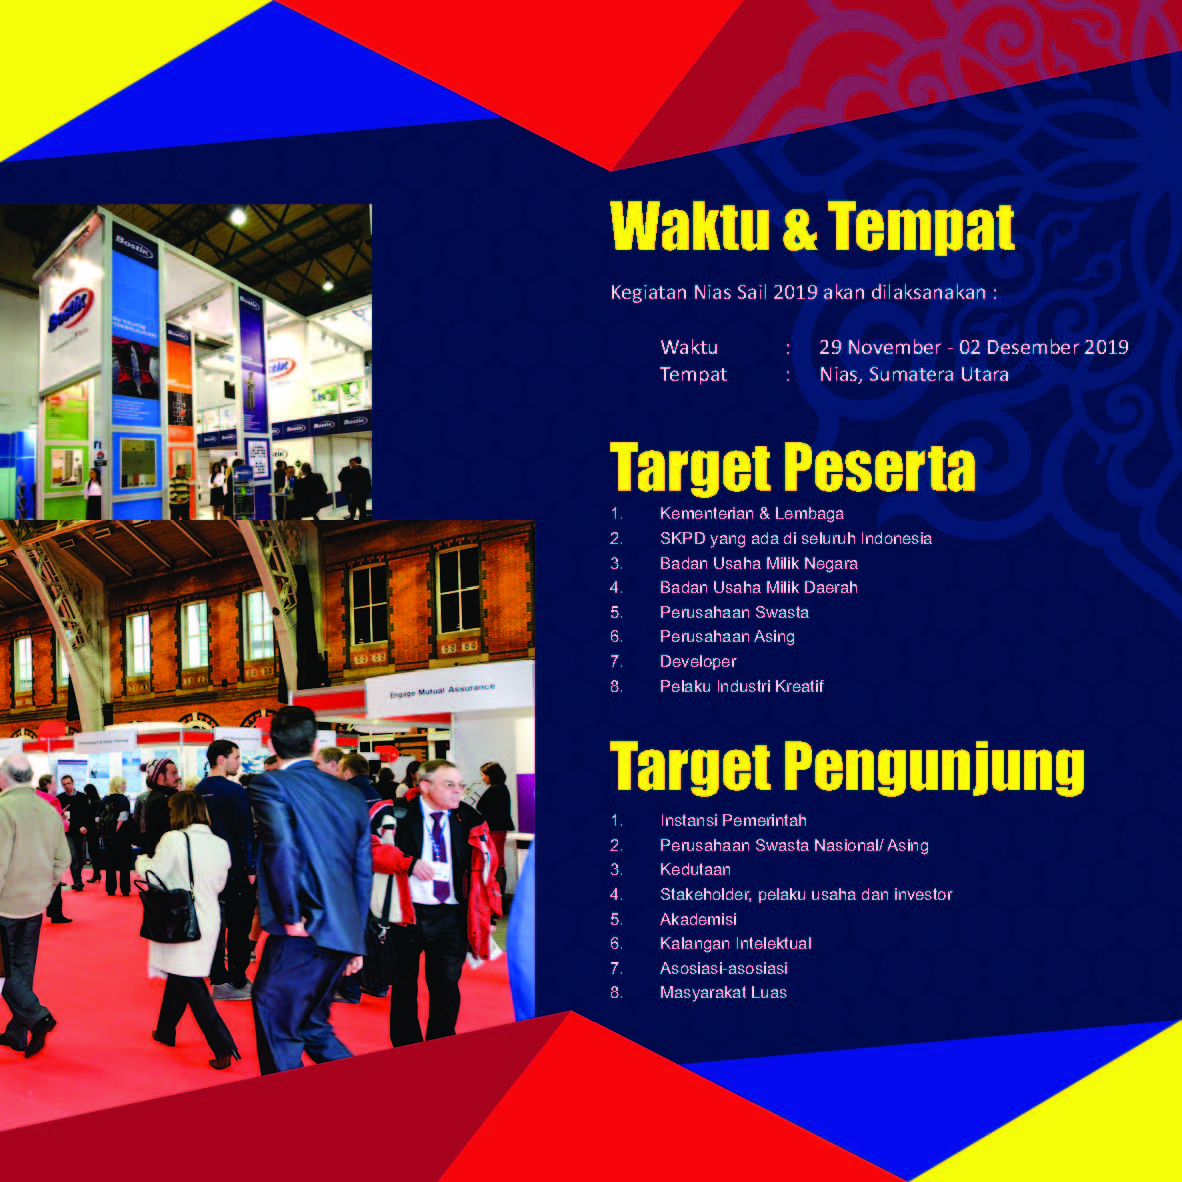 Waktu & Tempat
Kegiatan Nias Sail 2019 akan dilaksanakan :
Waktu : 29 November - 02 Desember 2019
Tempat : Nias, Sumatera Utara
Target Peserta
1. Kementerian & Lembaga
2. SKPD yang ada di seluruh Indonesia
3. Badan Usaha Milik Negara
4. Badan Usaha Milik Daerah
5. Perusahaan Swasta
6. Perusahaan Asing
7. Developer
8. Pelaku Industri Kreatif
Target Pengunjung
1. Instansi Pemerintah
2. Perusahaan Swasta Nasional/ Asing
3. Kedutaan
4. Stakeholder, pelaku usaha dan investor
5. Akademisi
6. Kalangan Intelektual
7. Asosiasi-asosiasi
8. Masyarakat Luas
Bostik
Bostik
Bostik
Bostik
Bostik
Engage Mutual Assurance